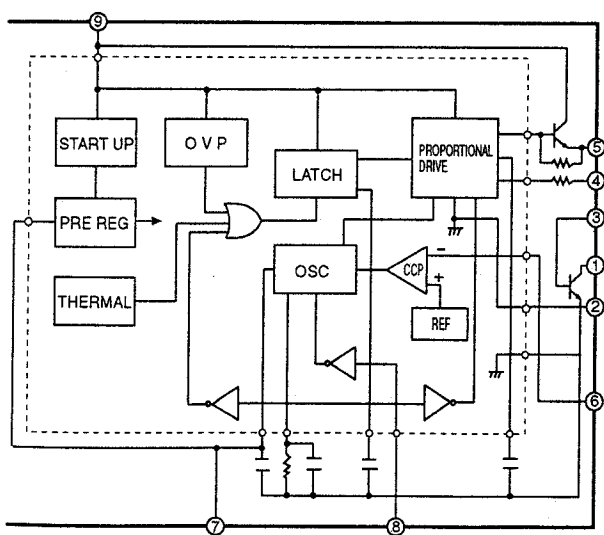 9
START UP
O V P
LATCH
PROPORTIONAL
DRIVE
5
4
PRE REG
3
OSC
CCP
−
+
1
THERMAL
REF
2
6
7
8